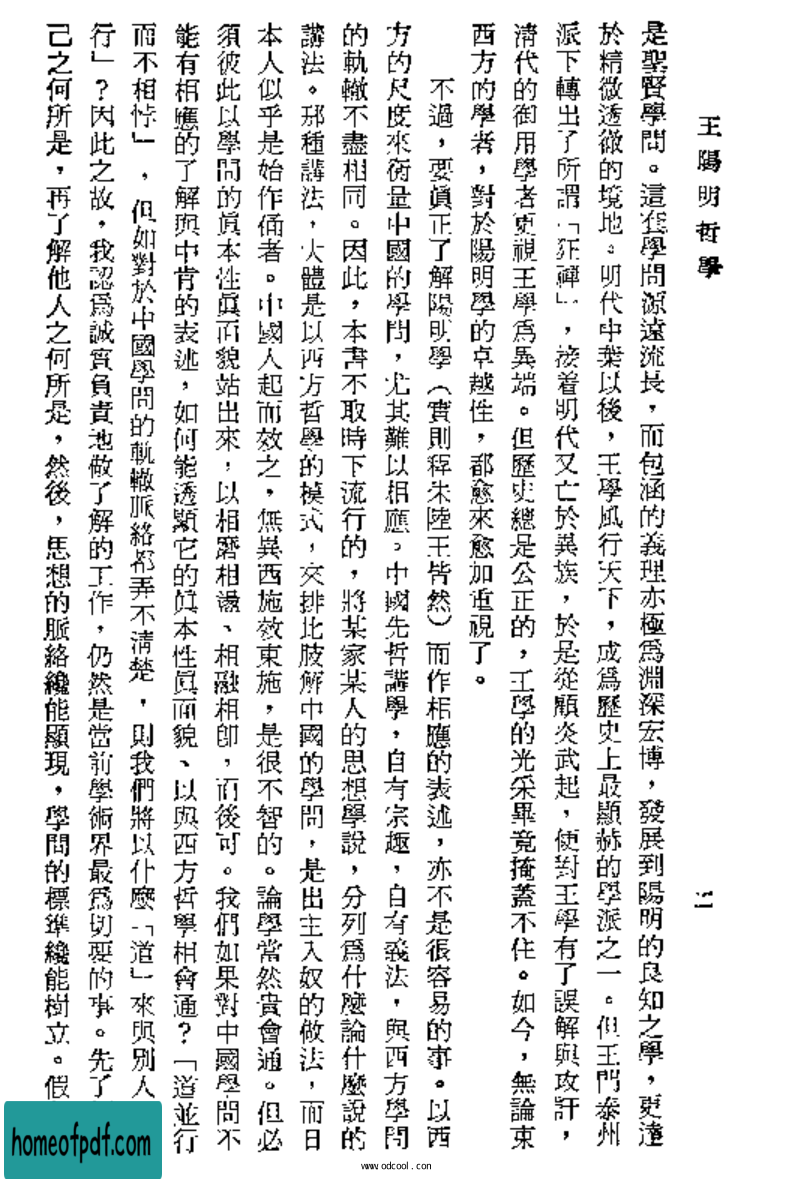 王陽明哲學
二
是聖賢學問。這套學問源遠流長，而包涵的義理亦極爲淵深宏博，發展到陽明的良知之學，更達
於精微透徹的境地。明代中葉以後，王學風行天下，成爲歷史上最顯赫的學派之一。但王門泰州
派下轉出了所謂「狂禪」，接着明代又亡於異族，於是從顧炎武起，便對王學有了誤解與攻訐，
清代的御用學者更視王學爲異端。但歷史總是公正的，王學的光采畢竟掩蓋不住。如今，無論東
西方的學者，對於陽明學的卓越性，都愈來愈加重視了。
不過，要眞正了解陽明學（實則程朱陸王皆然）而作相應的表述，亦不是很容易的事。以西
方的尺度來衡量中國的學問，尤其難以相應。中國先哲講學，自有宗趣，自有義法，與西方學問
的軌轍不盡相同。因此，本書不取時下流行的，將某家某人的思想學說，分列爲什麼論什麼說的
講法。那種講法，大體是以西方哲學的模式，來排比肢解中國的學問，是出主入奴的做法，而日
本人似乎是始作俑者。中國人起而效之，無異西施效東施，是很不智的。論學當然貴會通。但必
須彼此以學問的眞本性眞面貌站出來，以相磨相盪、相融相卽，而後可。我們如果對中國學問不
能有相應的了解與中肯的表述，如何能透顯它的眞本性眞面貌、以與西方哲學相會通？「道並行
而不相悖」，但如對於中國學問的軌轍脈絡都弄不清楚，則我們將以什麼「道」來與別人
行」？因此之故，我認爲誠實負責地做了解的工作，仍然是當前學術界最爲切要的事。先了
己之何所是，再了解他人之何所是，然後，思想的脈絡纔能顯現，學問的標準纔能樹立。假
homeofpdf.com
www.odcool.com